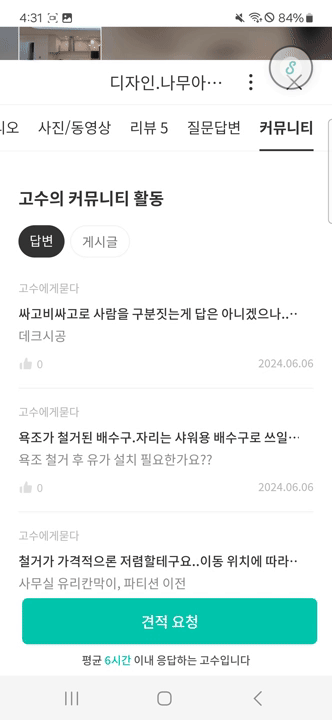 4:31
84%
디자인.나무아…
S
리오
사진/동영상
리뷰 5
질문답변
커뮤니티
고수의 커뮤니티 활동
답변
게시글
고수에게묻다
싸고비싸고로 사람을 구분짓는게 답은 아니겠으나..…
데크시공
0
2024.06.06
고수에게묻다
욕조가 철거된 배수구.자리는 샤워용 배수구로 쓰일…
욕조 철거 후 유가 설치 필요한가요??
0
2024.06.06
고수에게묻다
철거가 가격적으론 저렴할테구요..이동 위치에 따라…
사무실 유리칸막이, 파티션 이전
견적 요청
평균 6시간 이내 응답하는 고수입니다